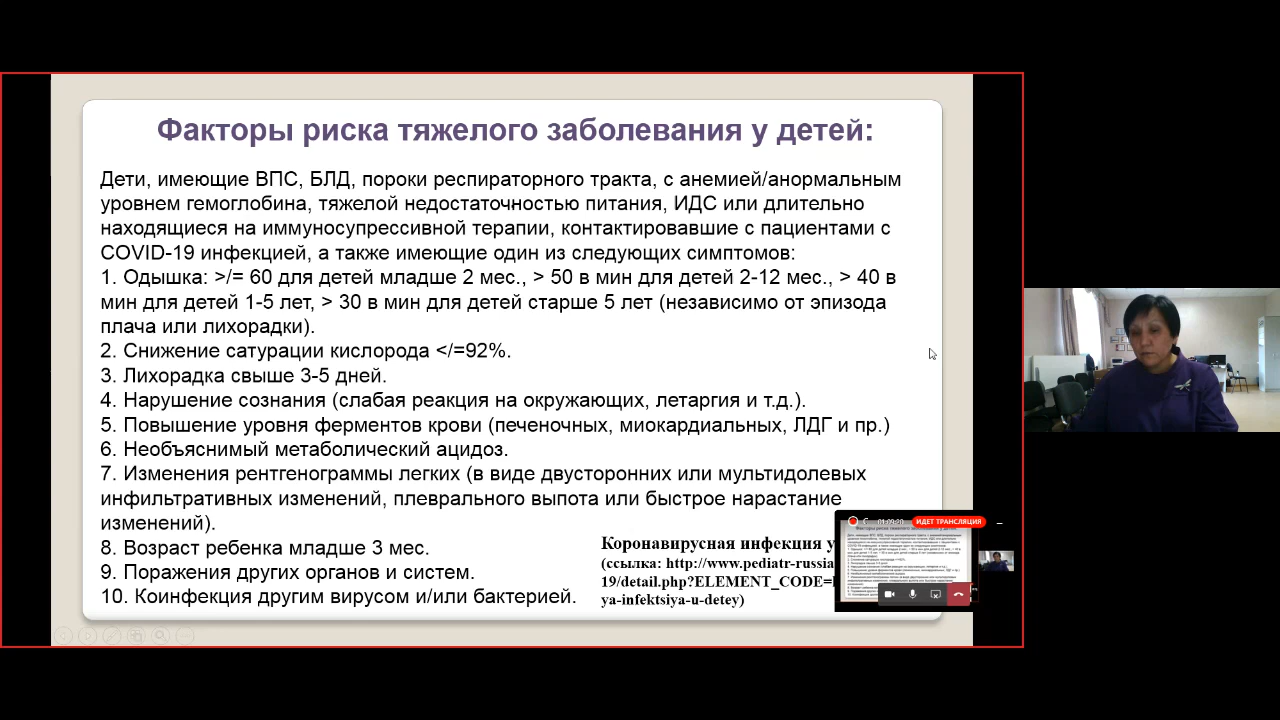 Факторы риска тяжелого заболевания у детей:
Дети, имеющие ВПС, БЛД, пороки респираторного тракта, с анемией/анормальным
уровнем гемоглобина, тяжелой недостаточностью питания, ИДС или длительно
находящиеся на иммуносупрессивной терапии, контактировавшие с пациентами с
COVID-19 инфекцией, а также имеющие один из следующих симптомов:
1. Одышка: >/= 60 для детей младше 2 мес., > 50 в мин для детей 2-12 мес., > 40 в
мин для детей 1-5 лет, > 30 в мин для детей старше 5 лет (независимо от эпизода
плача или лихорадки).
2. Снижение сатурации кислорода </=92%.
3. Лихорадка свыше 3-5 дней.
4. Нарушение сознания (слабая реакция на окружающих, летаргия и т.д.).
5. Повышение уровня ферментов крови (печеночных, миокардиальных, ЛДГ и пр.)
6. Необъяснимый метаболический ацидоз.
7. Изменения рентгенограммы легких (в виде двусторонних или мультидолевых
инфильтративных изменений, плеврального выпота или быстрое нарастание
изменений).
8. Возраст ребенка младше 3 мес.
9. Поражение других органов и систем.
10. Коинфекция другим вирусом и/или бактерией.
Коронавирусная инфекция у
(ссылка: http://www.pediatr-russia
19/detail.php?ELEMENT_CODE=
ya-infektsiya-u-detey)
ИДЕТ ТРАНСЛЯЦИЯ